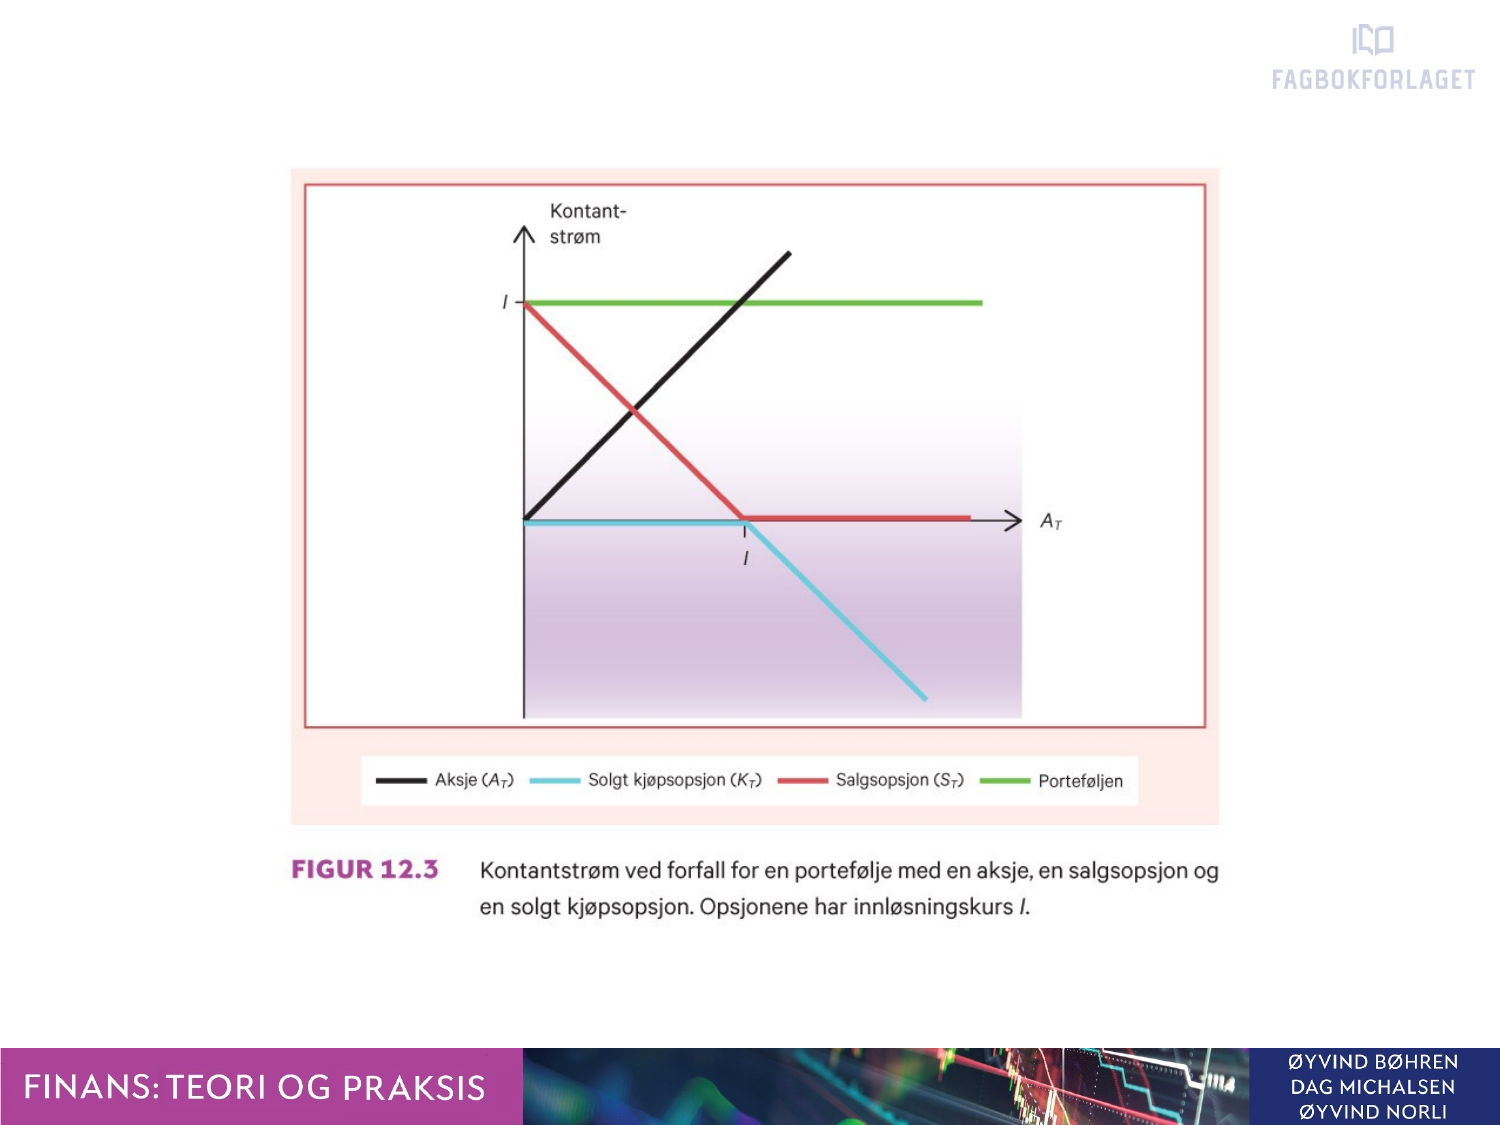 FAGBOKFORLAGET
Kontant-
strøm
I
A_T
I
Aksje (A_T) Solgt kjøpsopsjon (K_T) Salgsopsjon (S_T) Porteføljen
FIGUR 12.3 Kontantstrøm ved forfall for en portefølje med en aksje, en salgsopsjon og
en solgt kjøpsopsjon. Opsjonene har innløsningskurs I.
FINANS: TEORI OG PRAKSIS
ØYVIND BØHREN
DAG MICHALSEN
ØYVIND NORLI